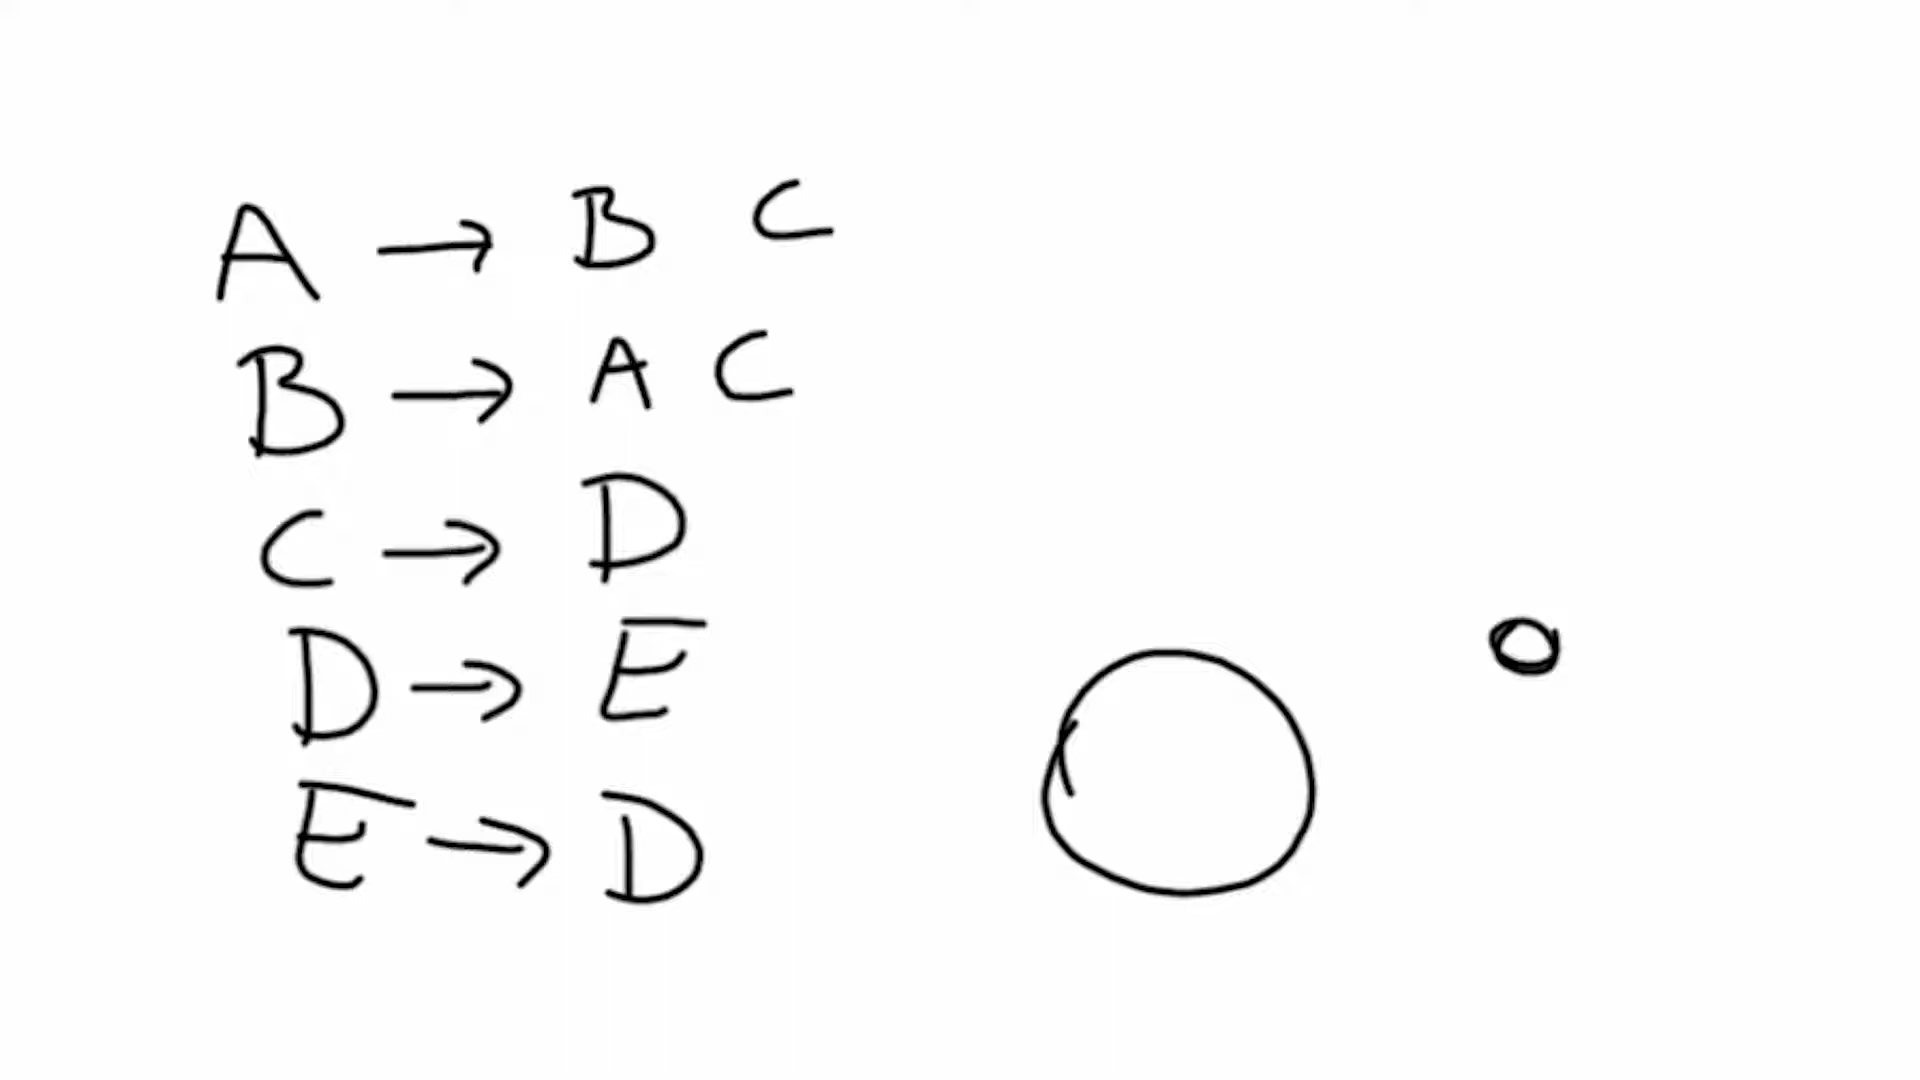 A → B C
B → A C
C → D
D → E
E → D